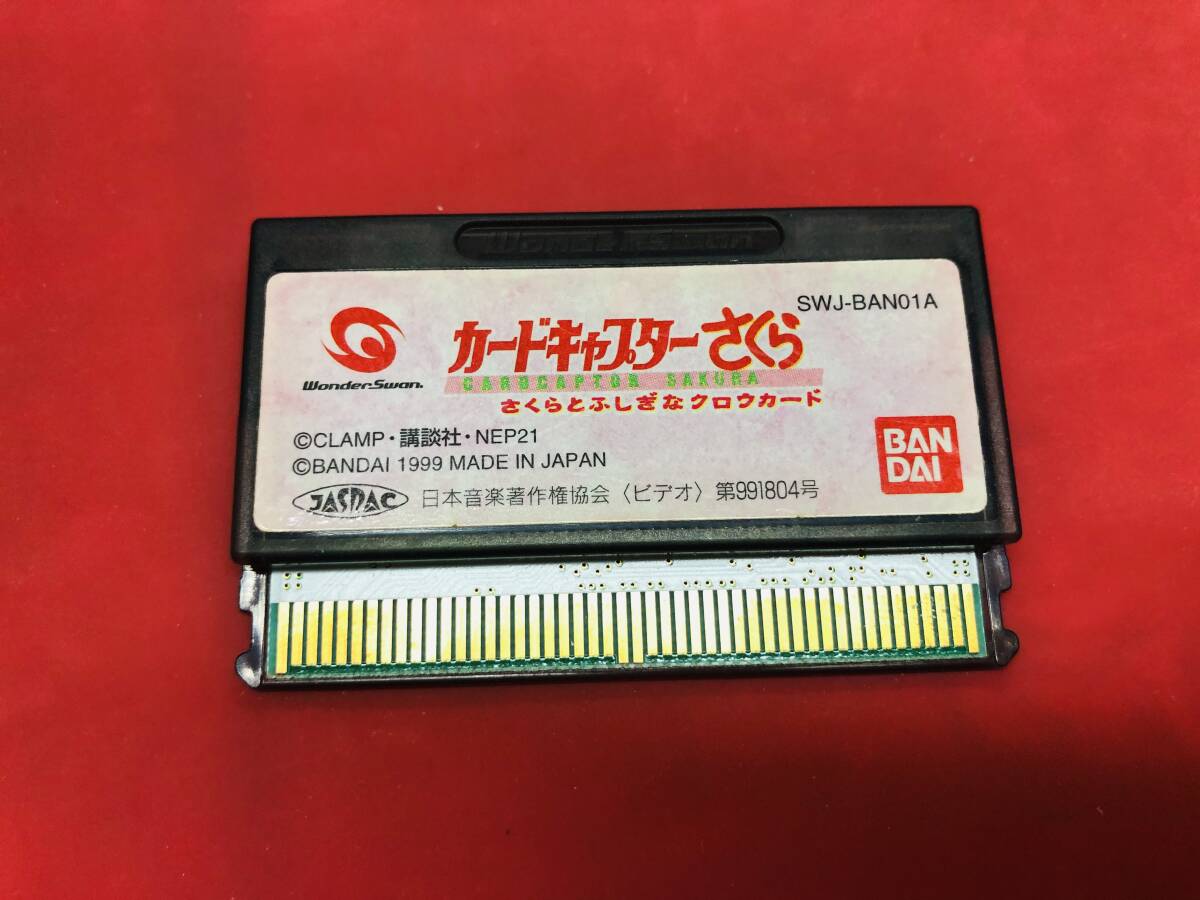 WonderSwan
SWJ-BAN01A
カードキャプターさくら
CARDCAPTOR SAKURA
さくらとふしぎなクロウカード
WonderSwan.
©CLAMP・講談社・NEP21
©BANDAI 1999 MADE IN JAPAN
BAN
DAI
JASRAC 日本音楽著作権協会〈ビデオ〉第991804号